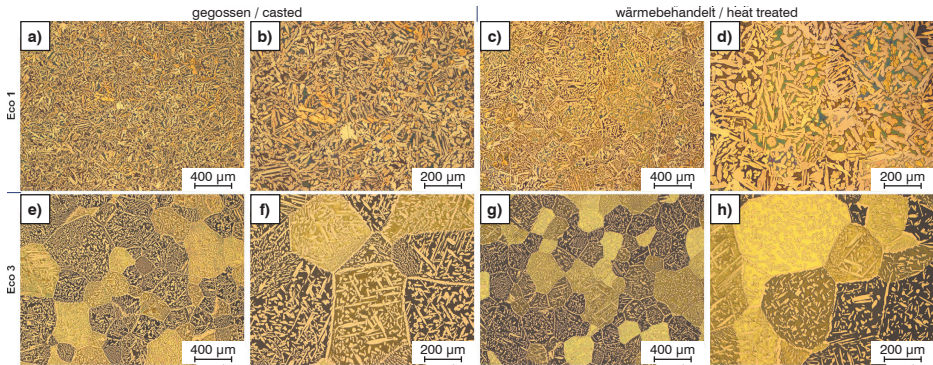 gegossen / casted
wärmebehandelt / heat treated
a)
b)
c)
d)
Eco 1
400 µm
200 µm
400 µm
200 µm
e)
f)
g)
h)
Eco 3
400 µm
200 µm
400 µm
200 µm